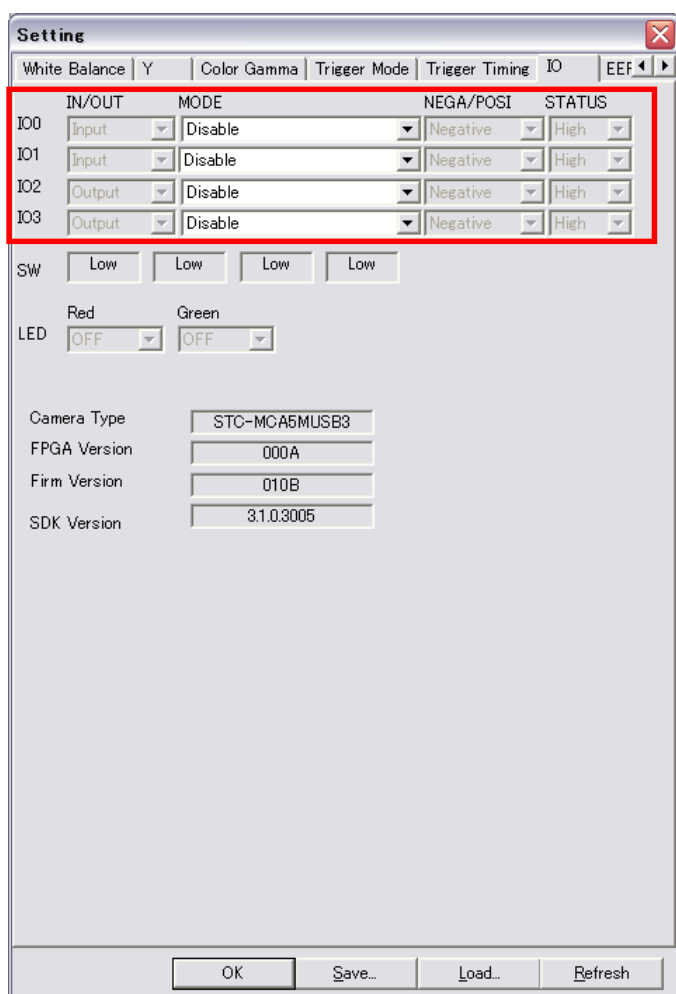 Setting
White Balance Y Color Gamma Trigger Mode Trigger Timing IO EEF
IN/OUT MODE NEGA/POSI STATUS
IO0 Input Disable Negative High
IO1 Input Disable Negative High
IO2 Output Disable Negative High
IO3 Output Disable Negative High
SW Low Low Low Low
Red Green
LED OFF OFF
Camera Type STC-MCA5MUSB3
FPGA Version 000A
Firm Version 010B
SDK Version 3.1.0.3005
OK Save... Load... Refresh